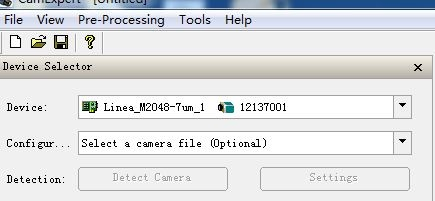 CamExpert [Untitled]
File View Pre-Processing Tools Help
Device Selector
Device: Linea_M2048-7um_1 12137001
Configur... Select a camera file (Optional)
Detection: Detect Camera Settings